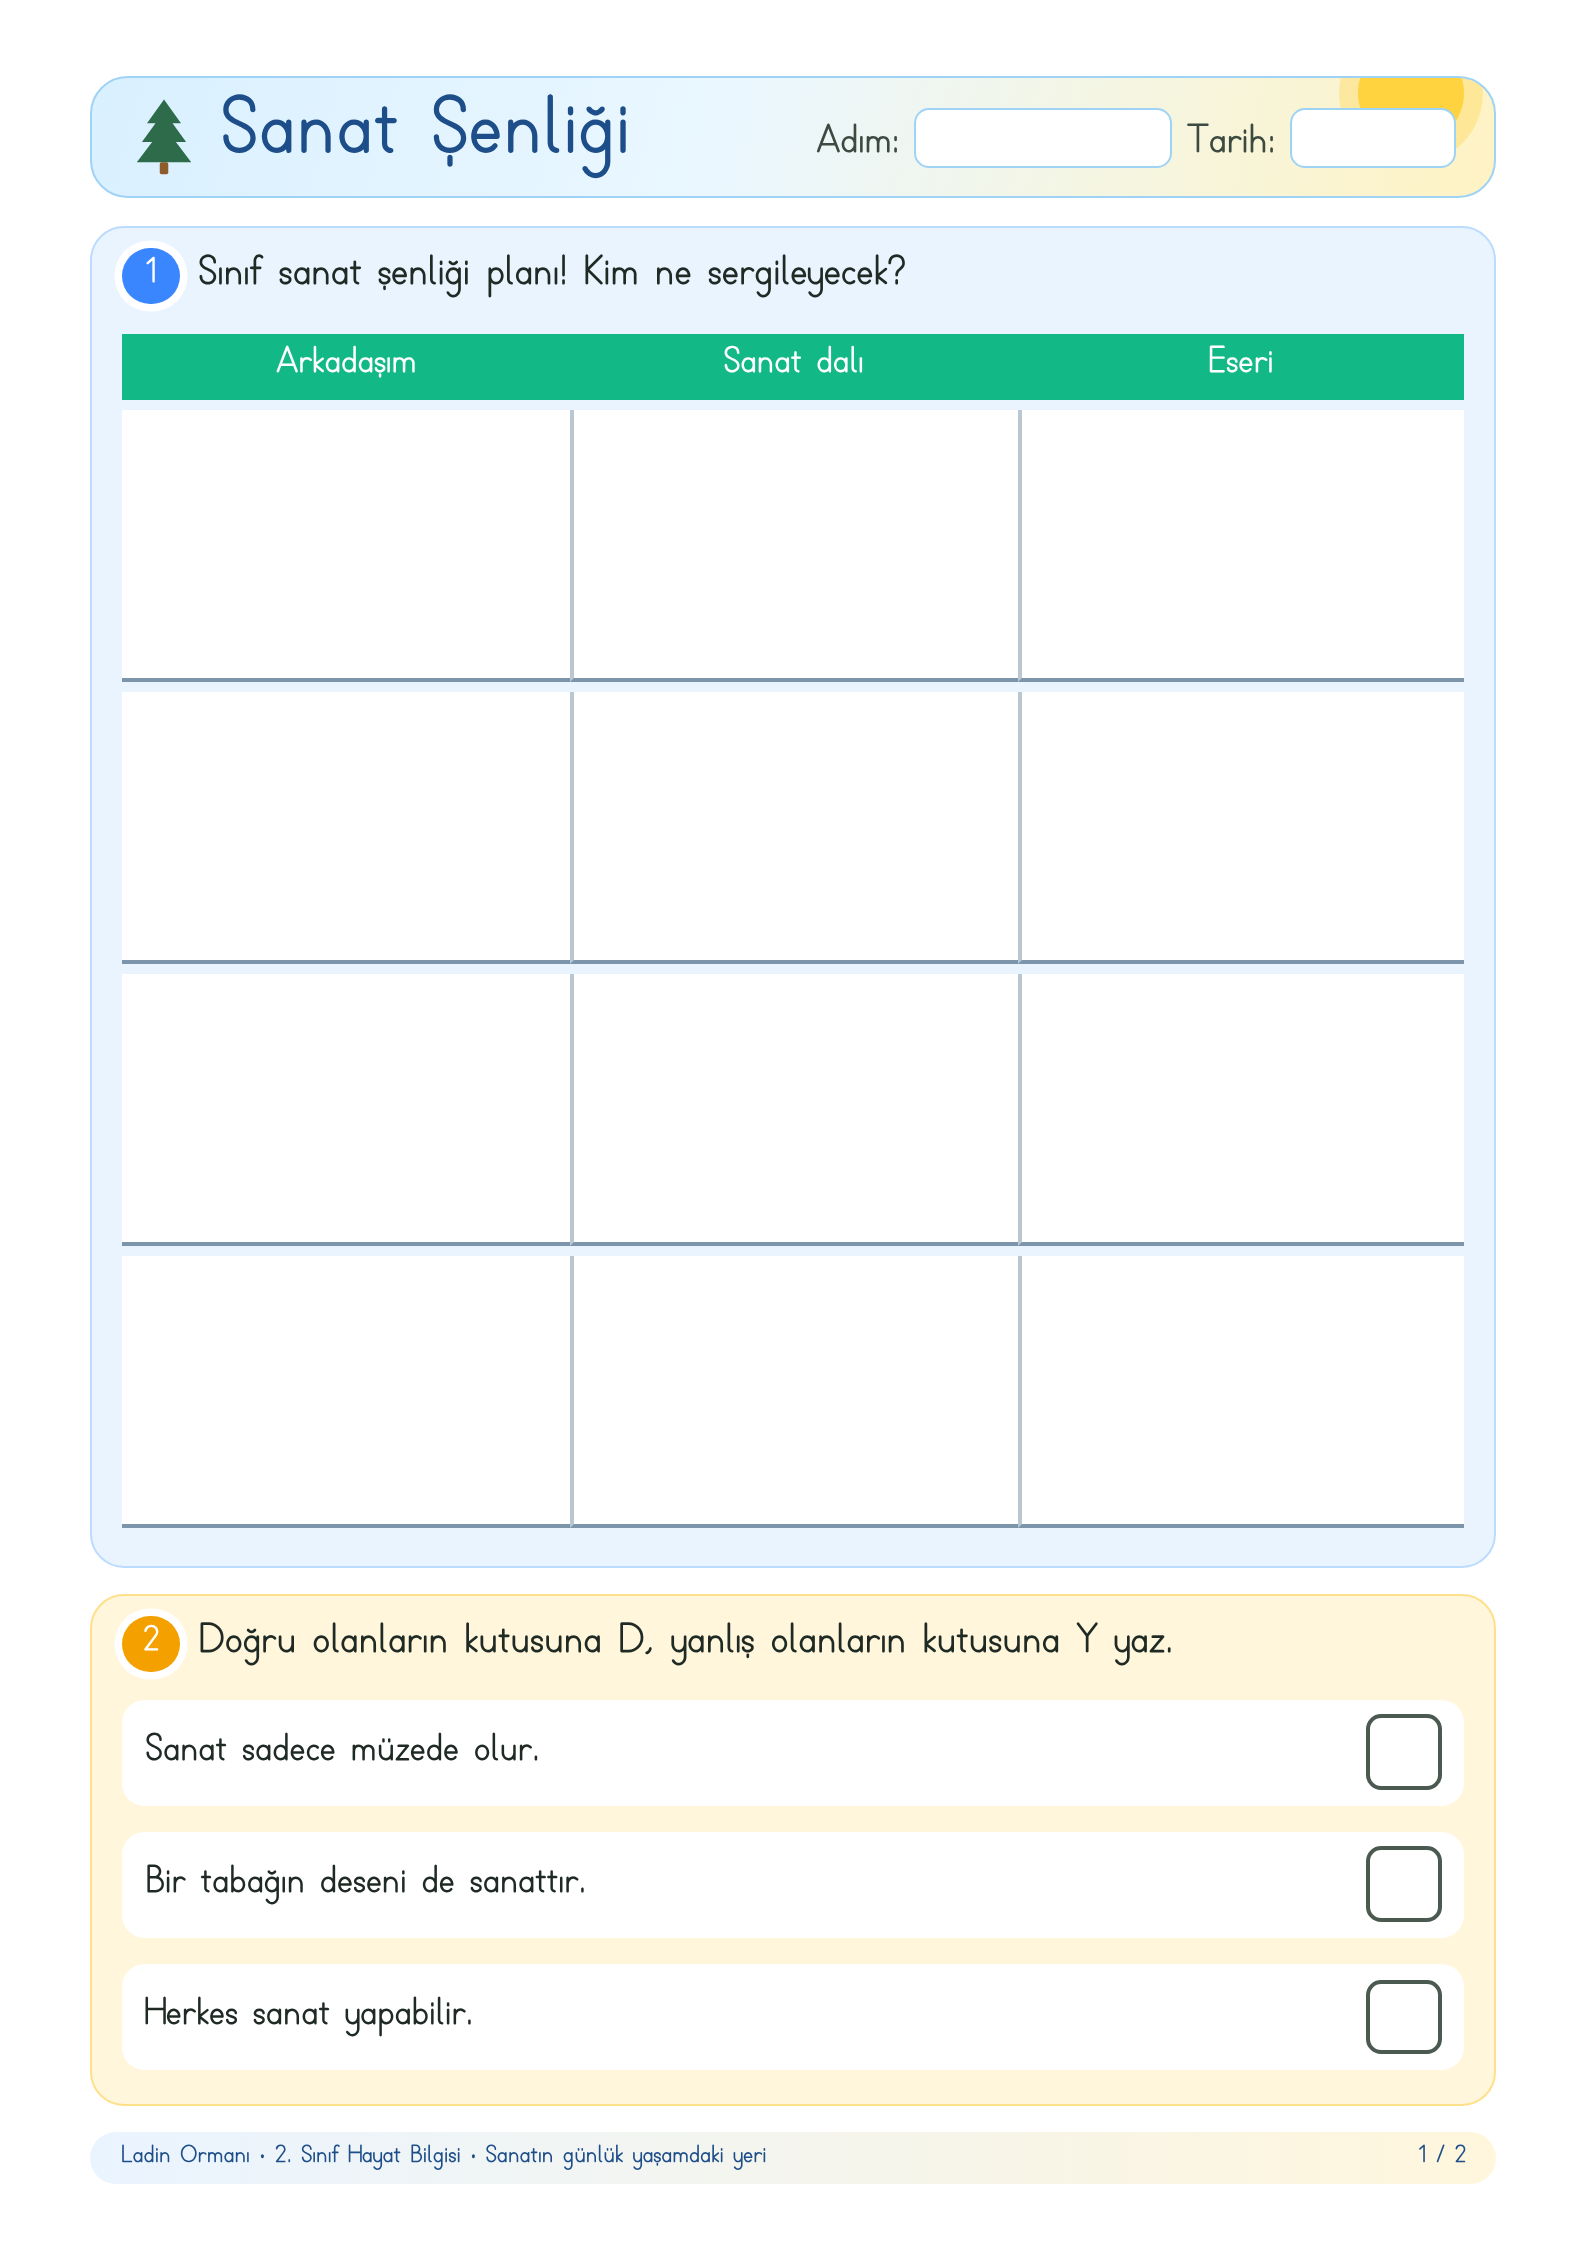 Sanat Şenliği
Adım: Tarih:
1 Sınıf sanat şenliği planı! Kim ne sergileyecek?
Arkadaşım Sanat dalı Eseri
2 Doğru olanların kutusuna D, yanlış olanların kutusuna Y yaz.
Sanat sadece müzede olur.
Bir tabağın deseni de sanattır.
Herkes sanat yapabilir.
Ladin Ormanı • 2. Sınıf Hayat Bilgisi • Sanatın günlük yaşamdaki yeri 1 / 2